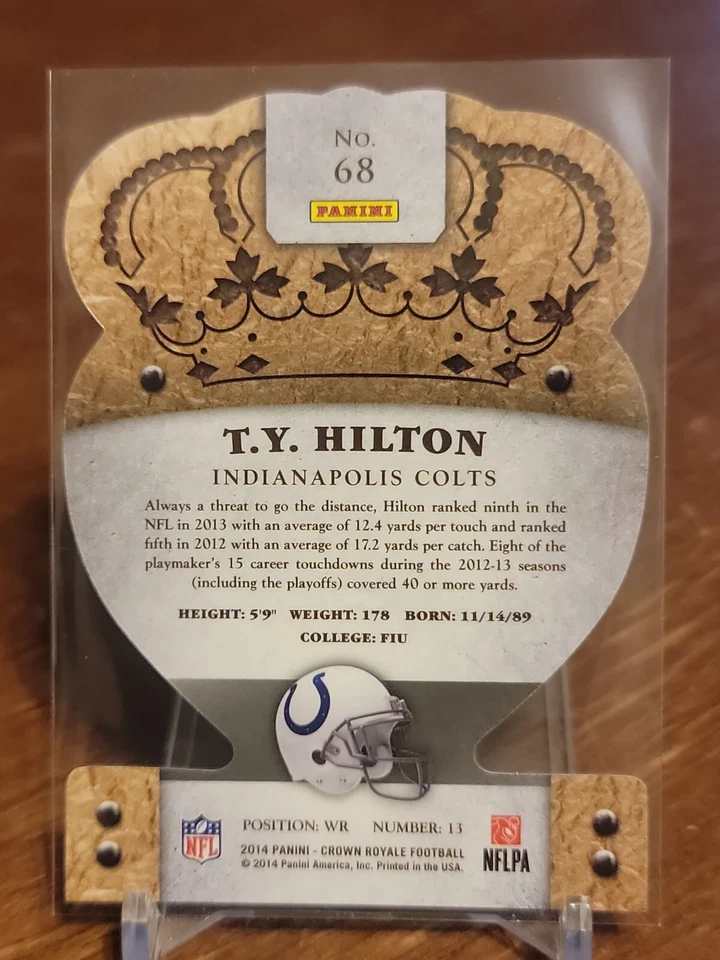 No.
68
PANINI
T.Y. HILTON
INDIANAPOLIS COLTS
Always a threat to go the distance, Hilton ranked ninth in the
NFL in 2013 with an average of 12.4 yards per touch and ranked
fifth in 2012 with an average of 17.2 yards per catch. Eight of the
playmaker's 15 career touchdowns during the 2012-13 seasons
(including the playoffs) covered 40 or more yards.
HEIGHT: 5'9" WEIGHT: 178 BORN: 11/14/89
COLLEGE: FIU
POSITION: WR NUMBER: 13
2014 PANINI - CROWN ROYALE FOOTBALL
© 2014 Panini America, Inc. Printed in the USA.
NFL
NFLPA